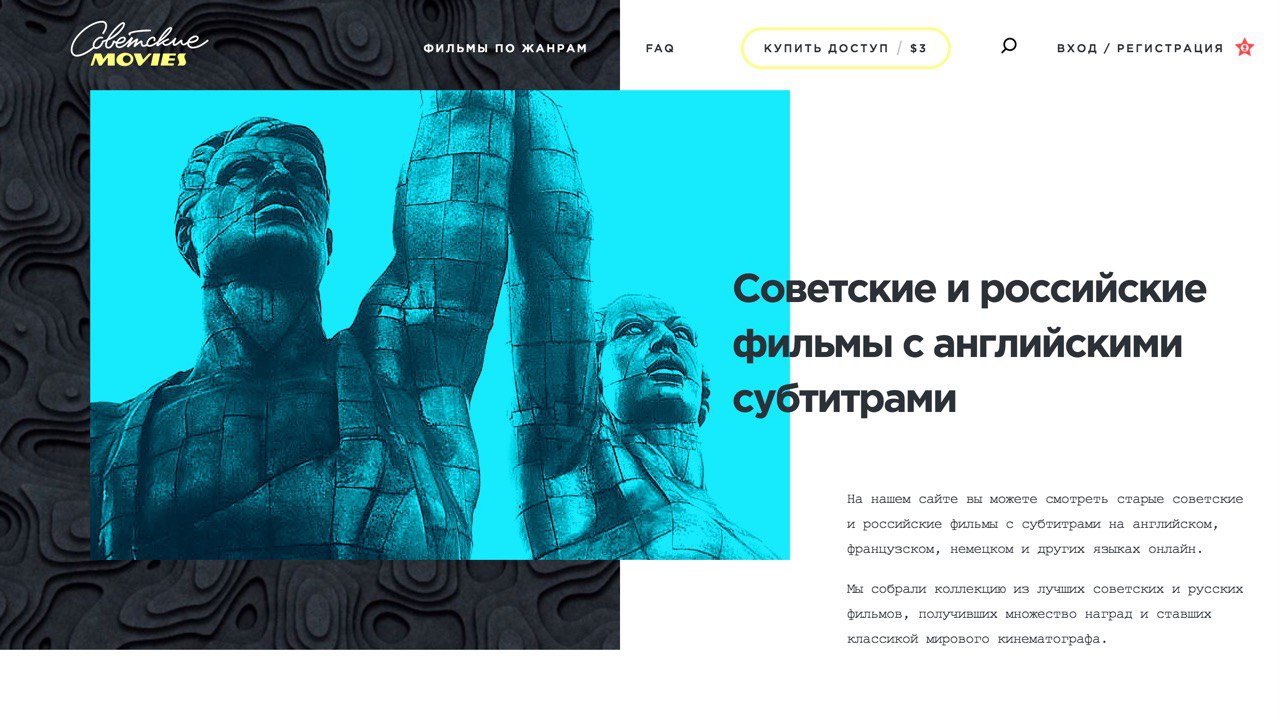 Советские
MOVIES
ФИЛЬМЫ ПО ЖАНРАМ
FAQ
КУПИТЬ ДОСТУП / $3
ВХОД / РЕГИСТРАЦИЯ
Советские и российские
фильмы с английскими
субтитрами
На нашем сайте вы можете смотреть старые советские
и российские фильмы с субтитрами на английском,
французском, немецком и других языках онлайн.
Мы собрали коллекцию из лучших советских и русских
фильмов, получивших множество наград и ставших
классикой мирового кинематографа.